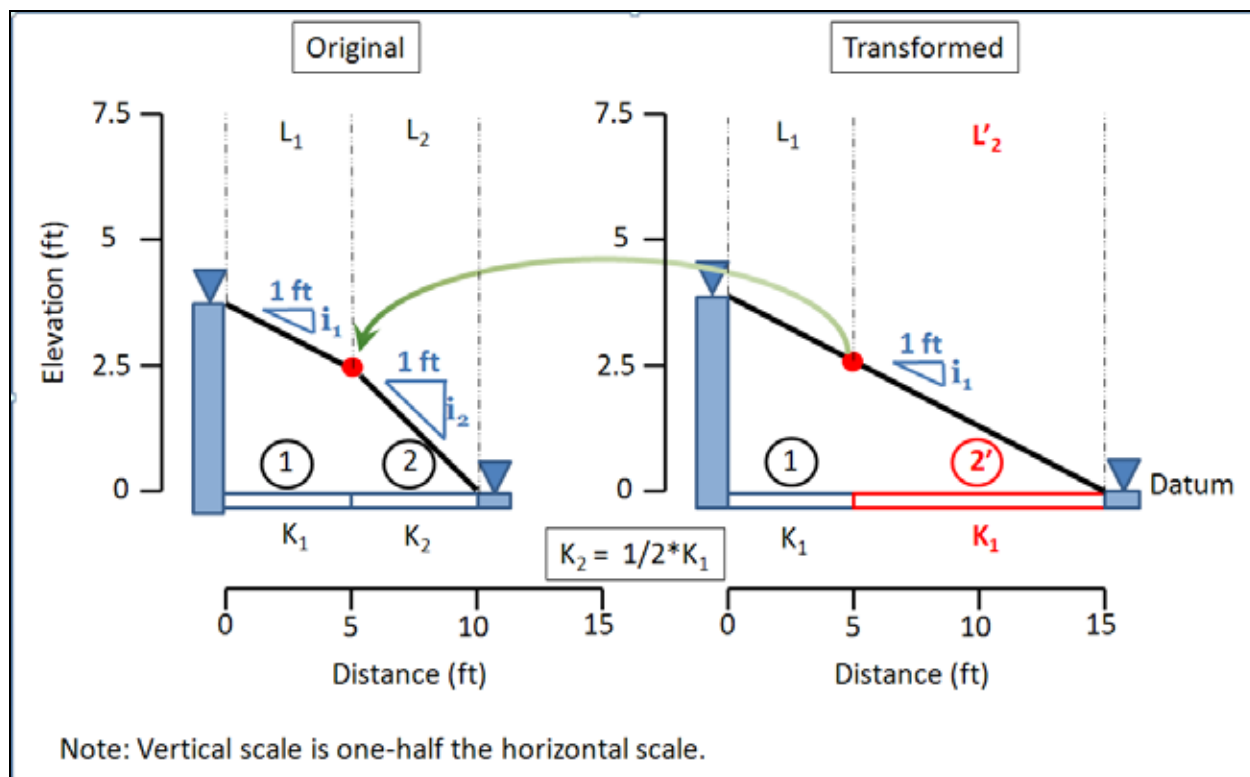 Original
Transformed
7.5
L₁
L₂
7.5
L₁
L'₂
5
5
1 ft
i₁
2.5
1 ft
i₂
2.5
1 ft
i₁
Elevation (ft)
1
2
1
2'
0
0
Datum
K₁
K₂
K₂ = 1/2*K₁
K₁
K₁
0
5
10
15
0
5
10
15
Distance (ft)
Distance (ft)
Note: Vertical scale is one-half the horizontal scale.